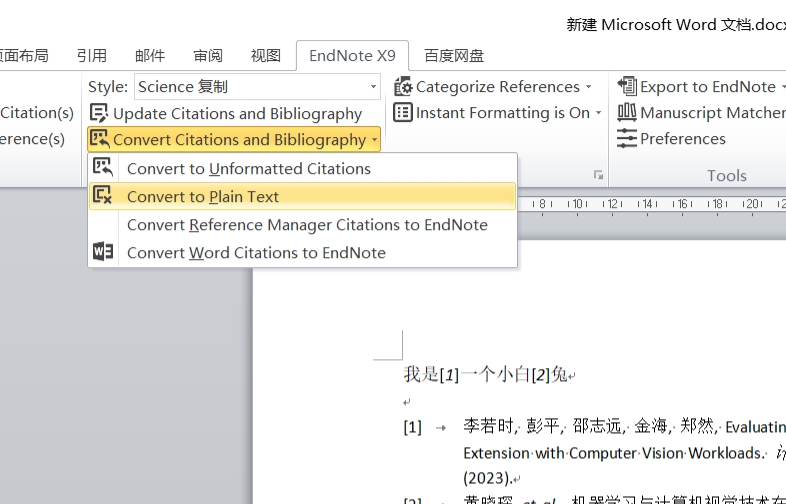 新建 Microsoft Word 文档.docx
页面布局 引用 邮件 审阅 视图 EndNote X9 百度网盘
Style: Science 复制
Categorize References
Export to EndNote
Citation(s)
Update Citations and Bibliography
Instant Formatting is On
Manuscript Matcher
erence(s)
Convert Citations and Bibliography
Preferences
Convert to Unformatted Citations
Convert to Plain Text
Tools
Convert Reference Manager Citations to EndNote
Convert Word Citations to EndNote
8 10 12 14 16 18 20 2
我是[1]一个小白[2]兔
[1] 李若时, 彭平, 邵志远, 金海, 郑然, Evaluatin
Extension with Computer Vision Workloads.
(2023).
[2] 黄晓琛, et al., 机器学习与计算机视觉技术在